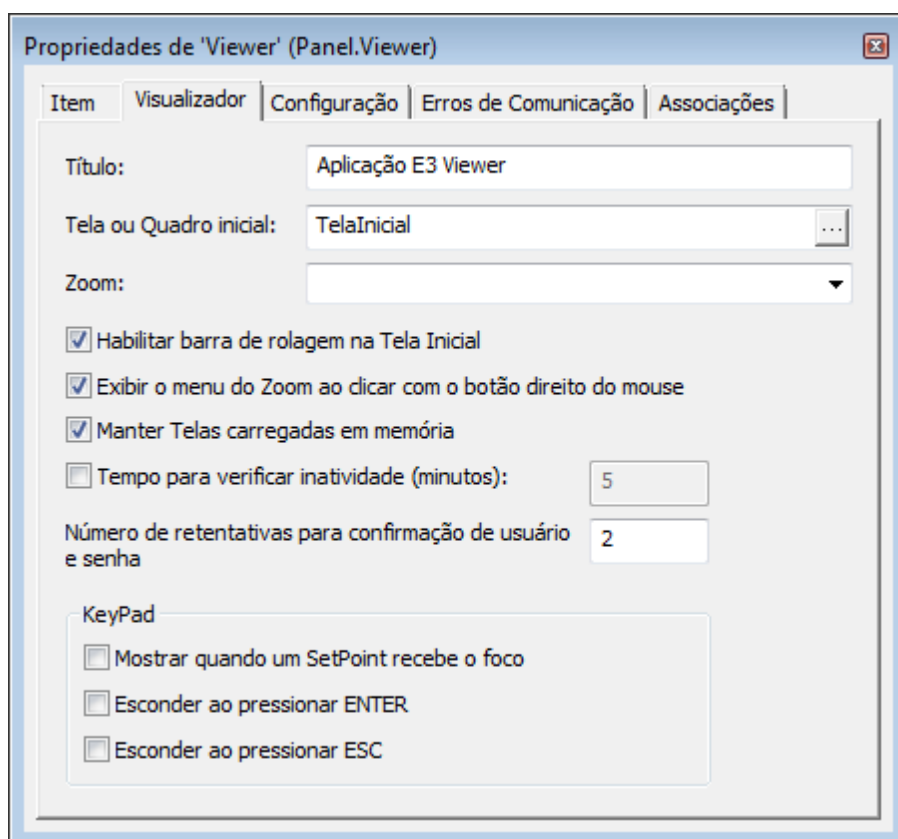 Propriedades de 'Viewer' (Panel.Viewer)
Item Visualizador Configuração Erros de Comunicação Associações
Título: Aplicação E3 Viewer
Tela ou Quadro inicial: TelaInicial ...
Zoom:
Habilitar barra de rolagem na Tela Inicial
Exibir o menu do Zoom ao clicar com o botão direito do mouse
Manter Telas carregadas em memória
Tempo para verificar inatividade (minutos): 5
Número de retentativas para confirmação de usuário
e senha 2
KeyPad
Mostrar quando um SetPoint recebe o foco
Esconder ao pressionar ENTER
Esconder ao pressionar ESC